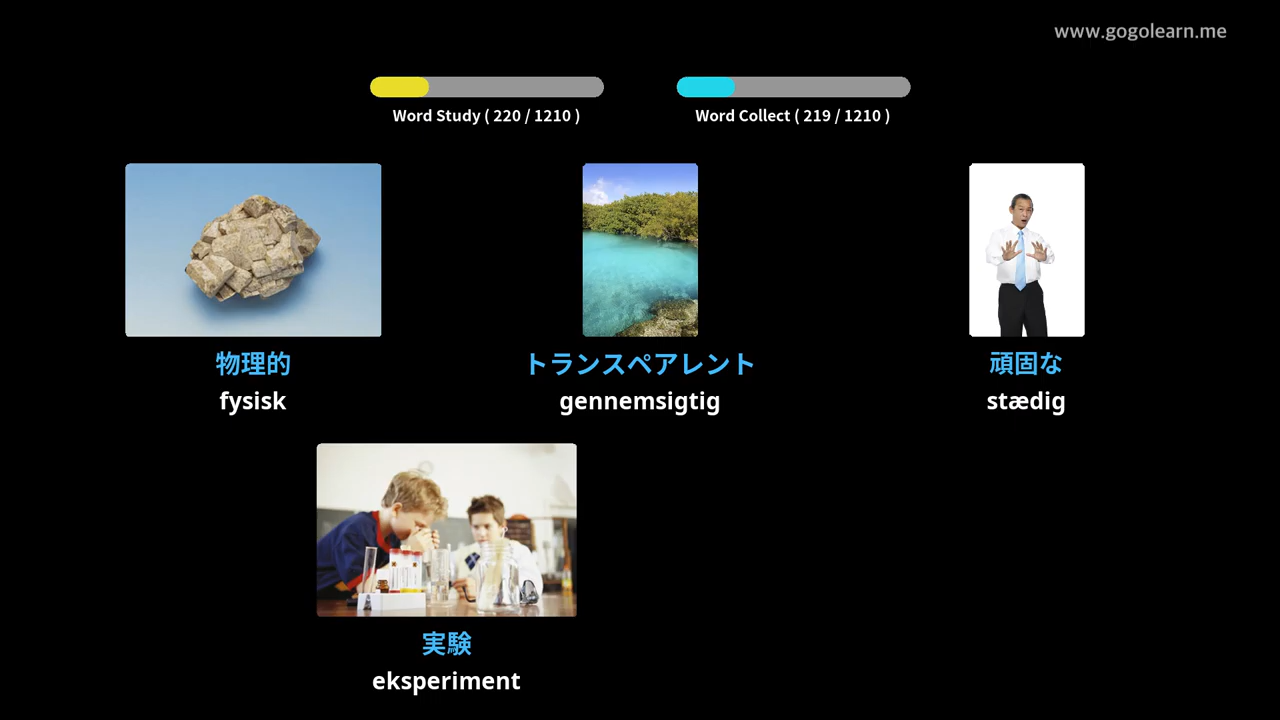 www.gogolearn.me
Word Study ( 220 / 1210 )
Word Collect ( 219 / 1210 )
物理的
fysisk
トランスペアレント
gennemsigtig
頑固な
stædig
実験
eksperiment